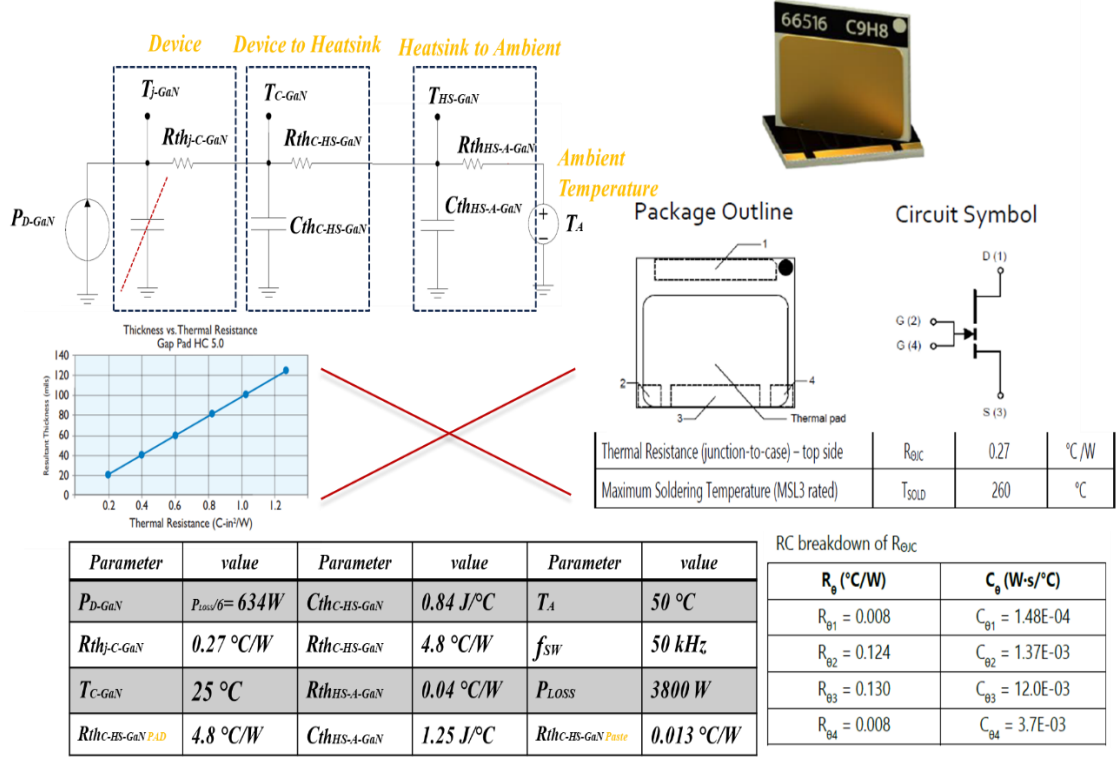 Device
Device to Heatsink
Heatsink to Ambient
Tj-GaN
TC-GaN
THS-GaN
Rthj-C-GaN
RthC-HS-GaN
RthHS-A-GaN
Ambient
Temperature
PD-GaN
CthC-HS-GaN
CthHS-A-GaN
+
−
TA
66516 C9H8
Package Outline
Circuit Symbol
1
2
3
4
Thermal pad
D (1)
G (2)
G (4)
S (3)
Thickness vs. Thermal Resistance
Gap Pad HC 5.0
Resultant Thickness (mils)
140
120
100
80
60
40
20
0
0.2 0.4 0.6 0.8 1.0 1.2
Thermal Resistance (C-in²/W)
Thermal Resistance (junction-to-case) – top side RΘJC 0.27 °C /W
Maximum Soldering Temperature (MSL3 rated) TSOLD 260 °C
Parameter value Parameter value Parameter value
PD-GaN PLOSS/6= 634W CthC-HS-GaN 0.84 J/°C TA 50 °C
Rthj-C-GaN 0.27 °C/W RthC-HS-GaN 4.8 °C/W fSW 50 kHz
TC-GaN 25 °C RthHS-A-GaN 0.04 °C/W PLOSS 3800 W
RthC-HS-GaN PAD 4.8 °C/W CthHS-A-GaN 1.25 J/°C RthC-HS-GaN Paste 0.013 °C/W
RC breakdown of RΘJC
Rθ (°C/W) Cθ (W·s/°C)
Rθ1 = 0.008 Cθ1 = 1.48E-04
Rθ2 = 0.124 Cθ2 = 1.37E-03
Rθ3 = 0.130 Cθ3 = 12.0E-03
Rθ4 = 0.008 Cθ4 = 3.7E-03